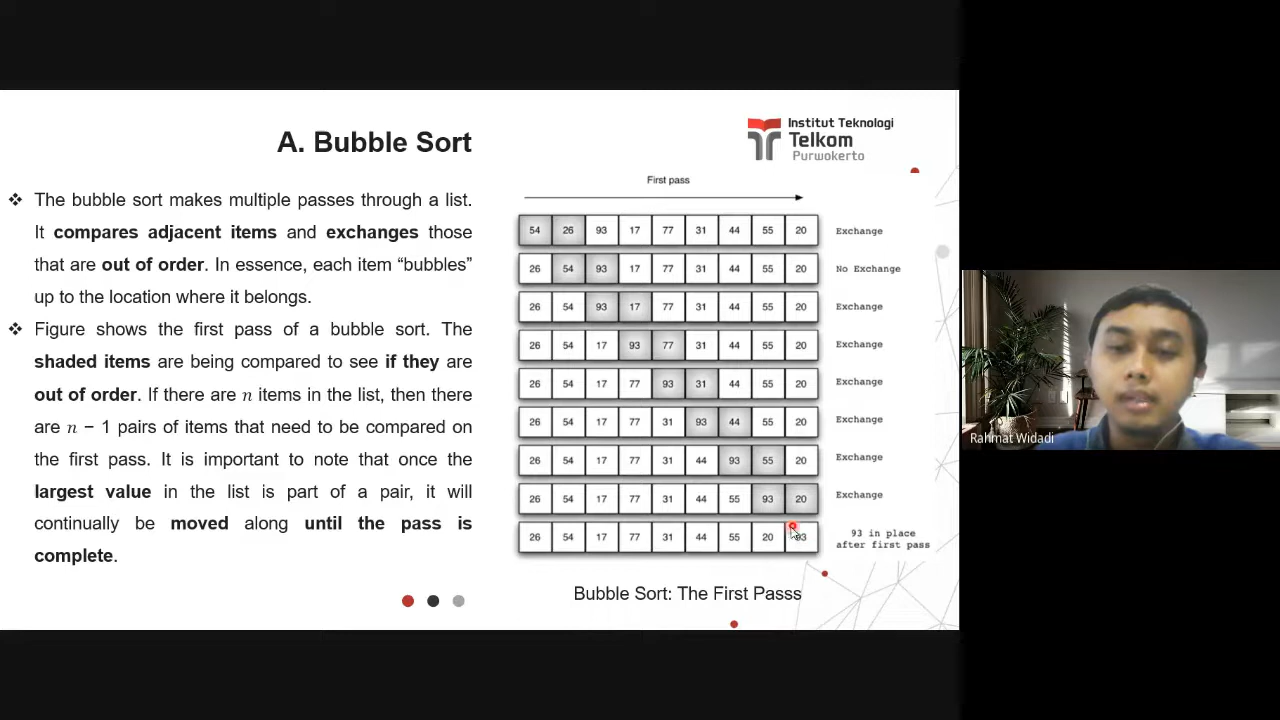 A. Bubble Sort
Institut Teknologi
Telkom
Purwokerto
❖ The bubble sort makes multiple passes through a list.
It compares adjacent items and exchanges those
that are out of order. In essence, each item “bubbles”
up to the location where it belongs.
❖ Figure shows the first pass of a bubble sort. The
shaded items are being compared to see if they are
out of order. If there are n items in the list, then there
are n − 1 pairs of items that need to be compared on
the first pass. It is important to note that once the
largest value in the list is part of a pair, it will
continually be moved along until the pass is
complete.
First pass
54 26 93 17 77 31 44 55 20 Exchange
26 54 93 17 77 31 44 55 20 No Exchange
26 54 93 17 77 31 44 55 20 Exchange
26 54 17 93 77 31 44 55 20 Exchange
26 54 17 77 93 31 44 55 20 Exchange
26 54 17 77 31 93 44 55 20 Exchange
26 54 17 77 31 44 93 55 20 Exchange
26 54 17 77 31 44 55 93 20 Exchange
26 54 17 77 31 44 55 20 93 93 in place
after first pass
Bubble Sort: The First Passs
Rahmat Widadi